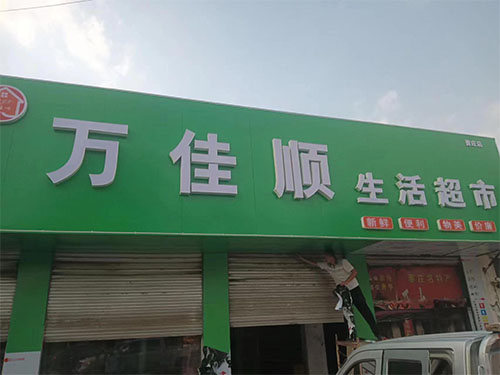 万佳顺
生活超市
新鲜 便利 物美 价廉